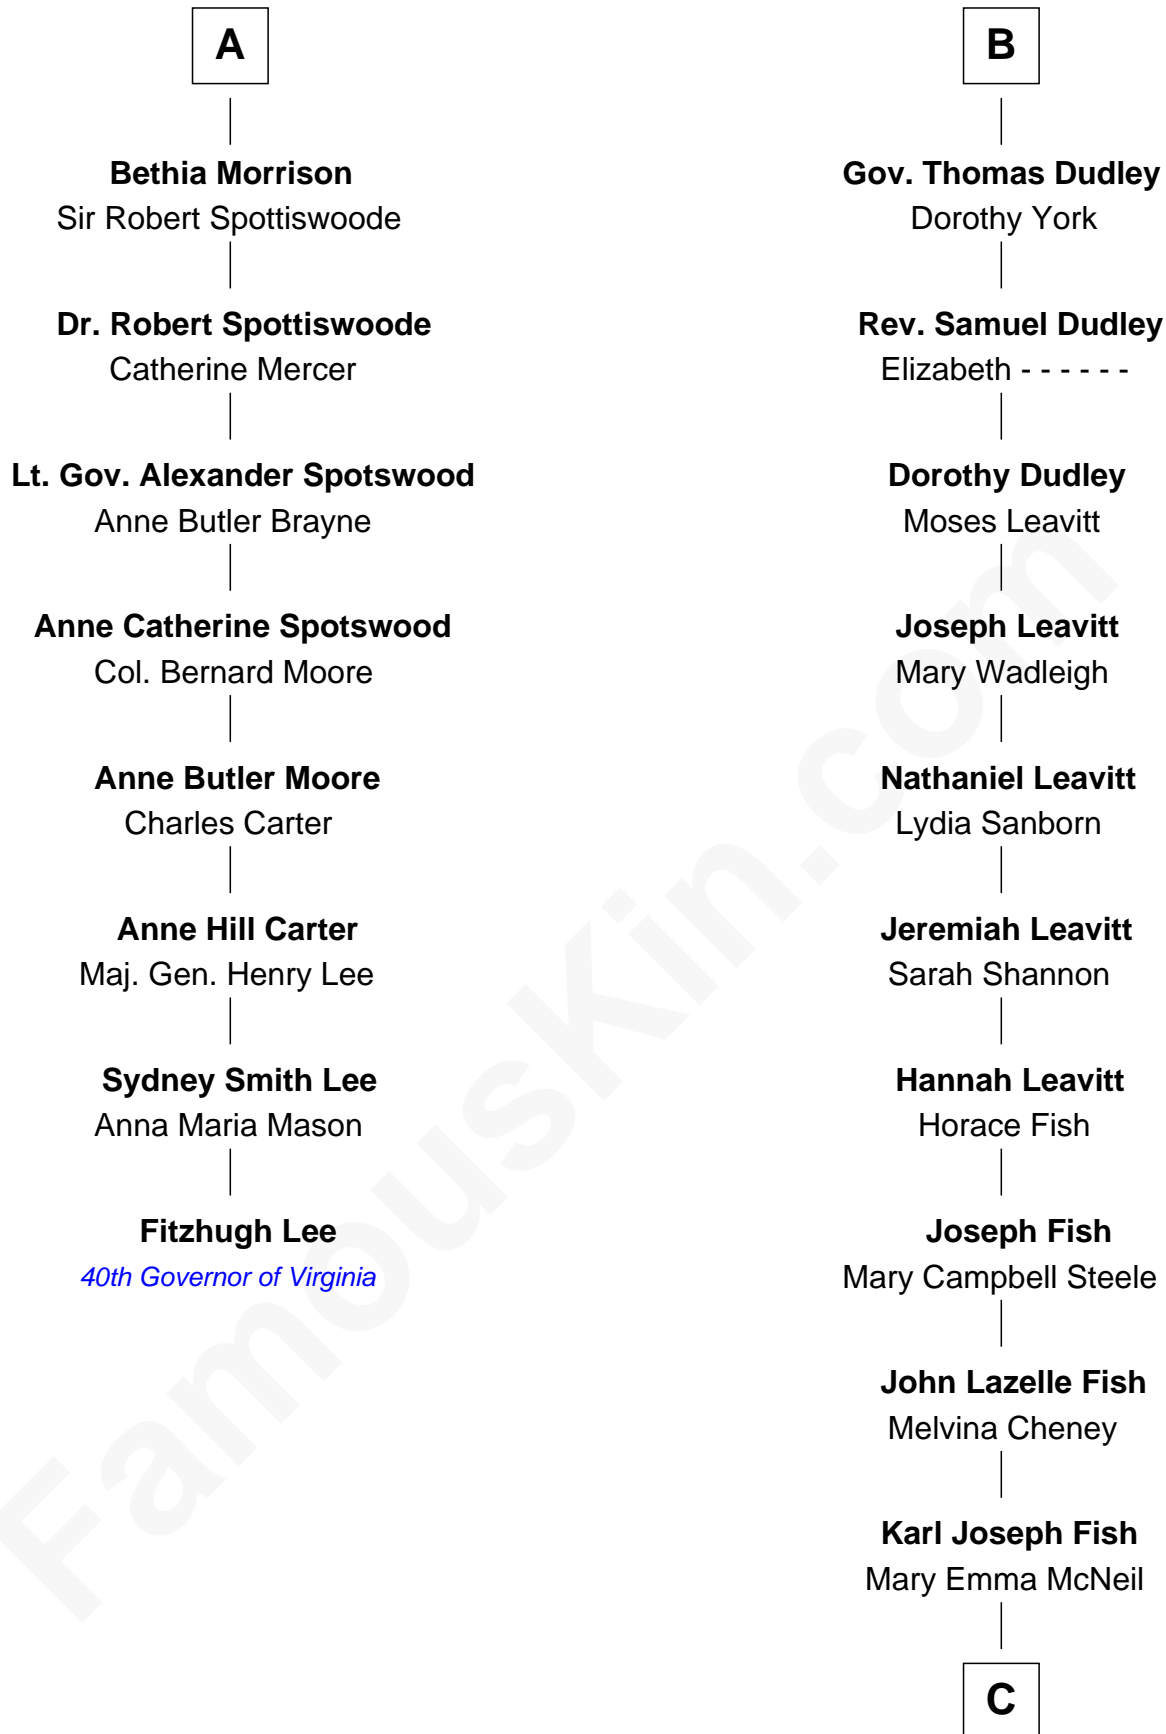 A
Bethia Morrison
Sir Robert Spottiswoode
Dr. Robert Spottiswoode
Catherine Mercer
Lt. Gov. Alexander Spotswood
Anne Butler Brayne
Anne Catherine Spotswood
Col. Bernard Moore
Anne Butler Moore
Charles Carter
Anne Hill Carter
Maj. Gen. Henry Lee
Sydney Smith Lee
Anna Maria Mason
Fitzhugh Lee
40th Governor of Virginia
B
Gov. Thomas Dudley
Dorothy York
Rev. Samuel Dudley
Elizabeth - - - - - -
Dorothy Dudley
Moses Leavitt
Joseph Leavitt
Mary Wadleigh
Nathaniel Leavitt
Lydia Sanborn
Jeremiah Leavitt
Sarah Shannon
Hannah Leavitt
Horace Fish
Joseph Fish
Mary Campbell Steele
John Lazelle Fish
Melvina Cheney
Karl Joseph Fish
Mary Emma McNeil
C
FamousKin.com